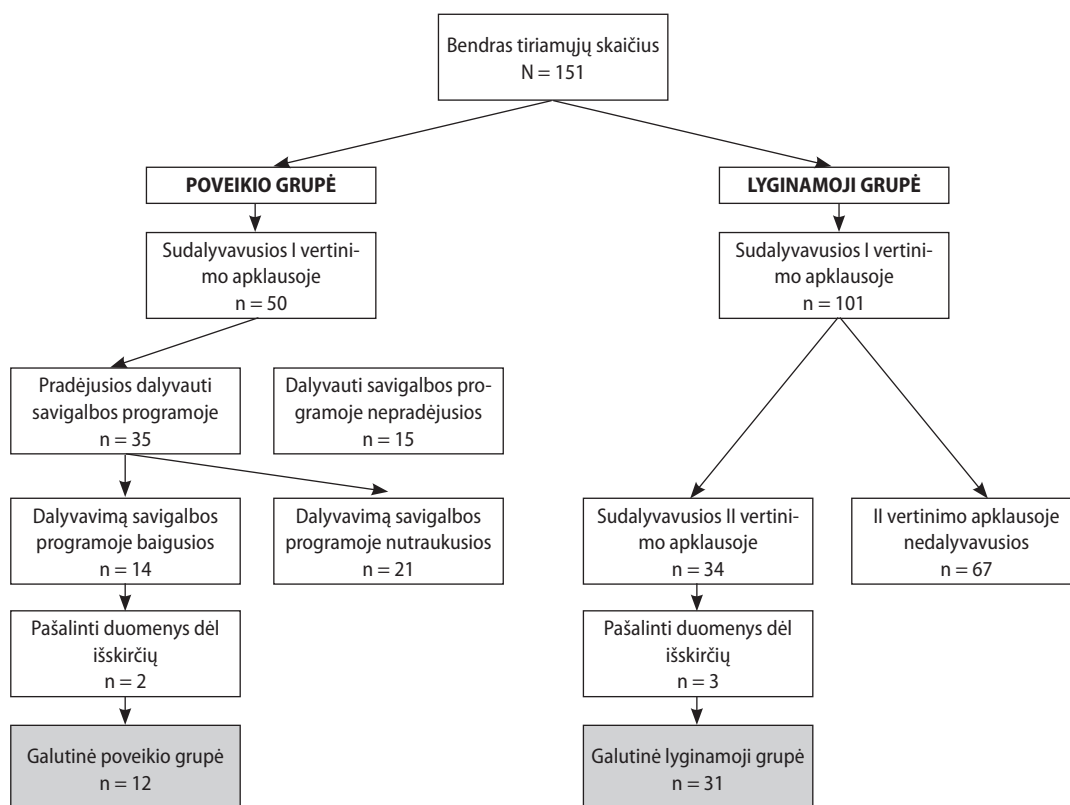 Bendras tiriamųjų skaičius
N = 151
POVEIKIO GRUPĖ
LYGINAMOJI GRUPĖ
Sudalyvavusios I vertini-
mo apklausoje
n = 50
Sudalyvavusios I vertini-
mo apklausoje
n = 101
Pradėjusios dalyvauti
savigalbos programoje
n = 35
Dalyvauti savigalbos pro-
gramoje nepradėjusios
n = 15
Dalyvavimą savigalbos
programoje baigusios
n = 14
Dalyvavimą savigalbos
programoje nutraukusios
n = 21
Sudalyvavusios II vertini-
mo apklausoje
n = 34
II vertinimo apklausoje
nedalyvavusios
n = 67
Pašalinti duomenys dėl
išskirčių
n = 2
Pašalinti duomenys dėl
išskirčių
n = 3
Galutinė poveikio grupė
n = 12
Galutinė lyginamoji grupė
n = 31